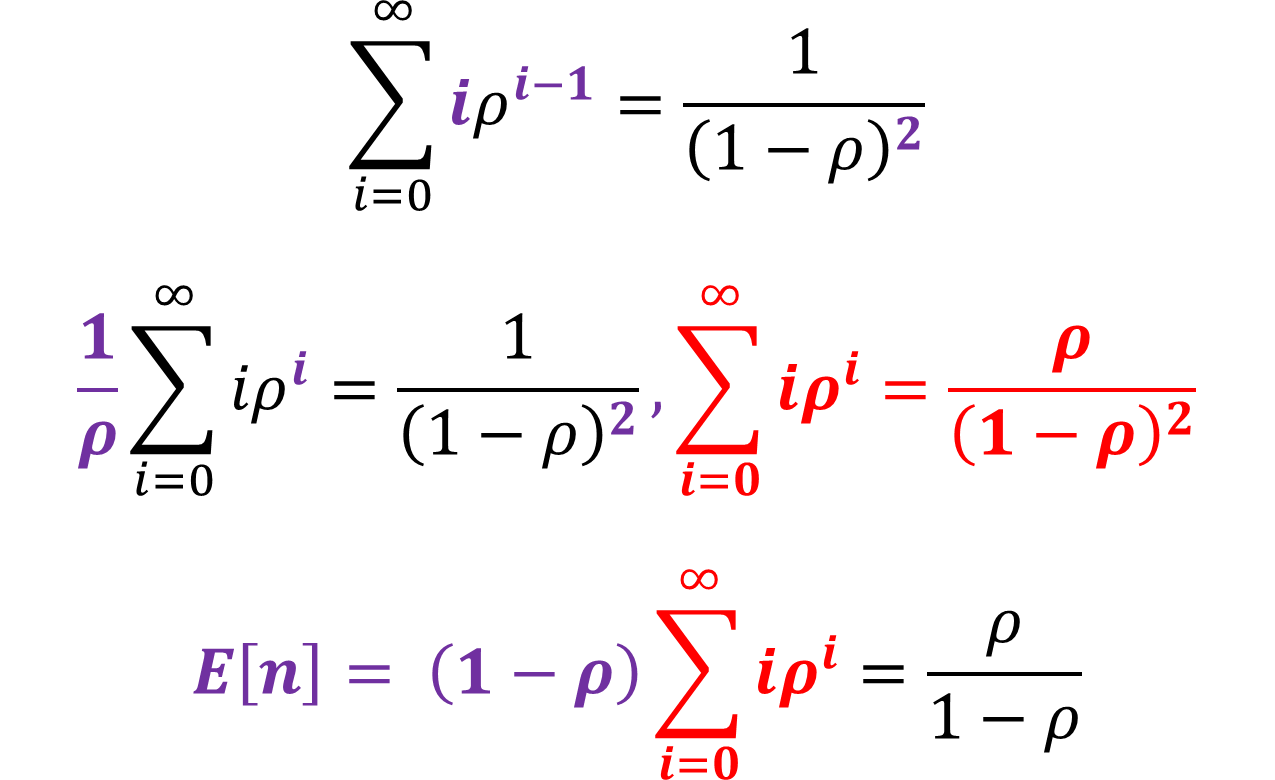 ∑_{i=0}^{∞} iρ^{i−1} = 1/(1 − ρ)^2
1/ρ ∑_{i=0}^{∞} iρ^i = 1/(1 − ρ)^2, ∑_{i=0}^{∞} iρ^i = ρ/(1 − ρ)^2
E[n] = (1 − ρ) ∑_{i=0}^{∞} iρ^i = ρ/(1 − ρ)